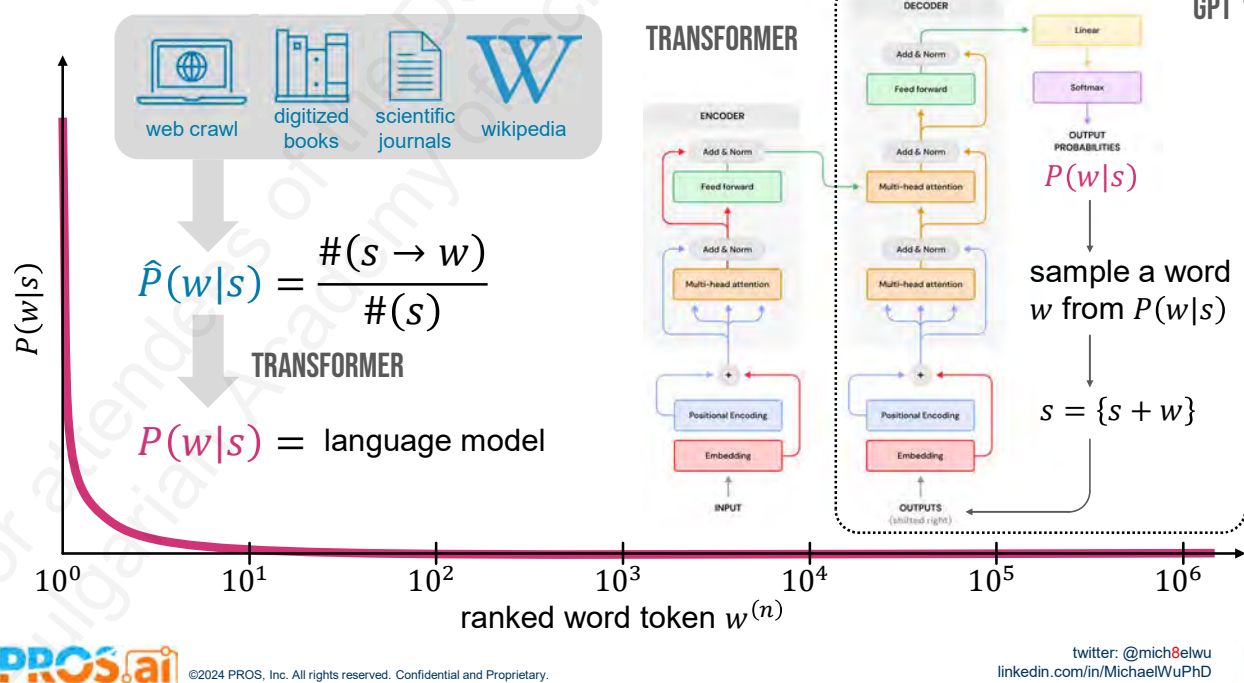 TRANSFORMER
GPT
web crawl
digitized
books
scientific
journals
W
wikipedia
P̂(w|s) = #(s → w) / #(s)
TRANSFORMER
P(w|s) = language model
P(w|s)
10⁰ 10¹ 10² 10³ 10⁴ 10⁵ 10⁶
ranked word token w⁽ⁿ⁾
ENCODER
Add & Norm
Feed forward
Add & Norm
Multi-head attention
+
Positional Encoding
Embedding
INPUT
DECODER
Add & Norm
Feed forward
Add & Norm
Multi-head attention
Add & Norm
Multi-head attention
+
Positional Encoding
Embedding
OUTPUTS
(shifted right)
Linear
Softmax
OUTPUT
PROBABILITIES
P(w|s)
sample a word
w from P(w|s)
s = {s + w}
PROS.ai
©2024 PROS, Inc. All rights reserved. Confidential and Proprietary.
twitter: @mich8elwu
linkedin.com/in/MichaelWuPhD